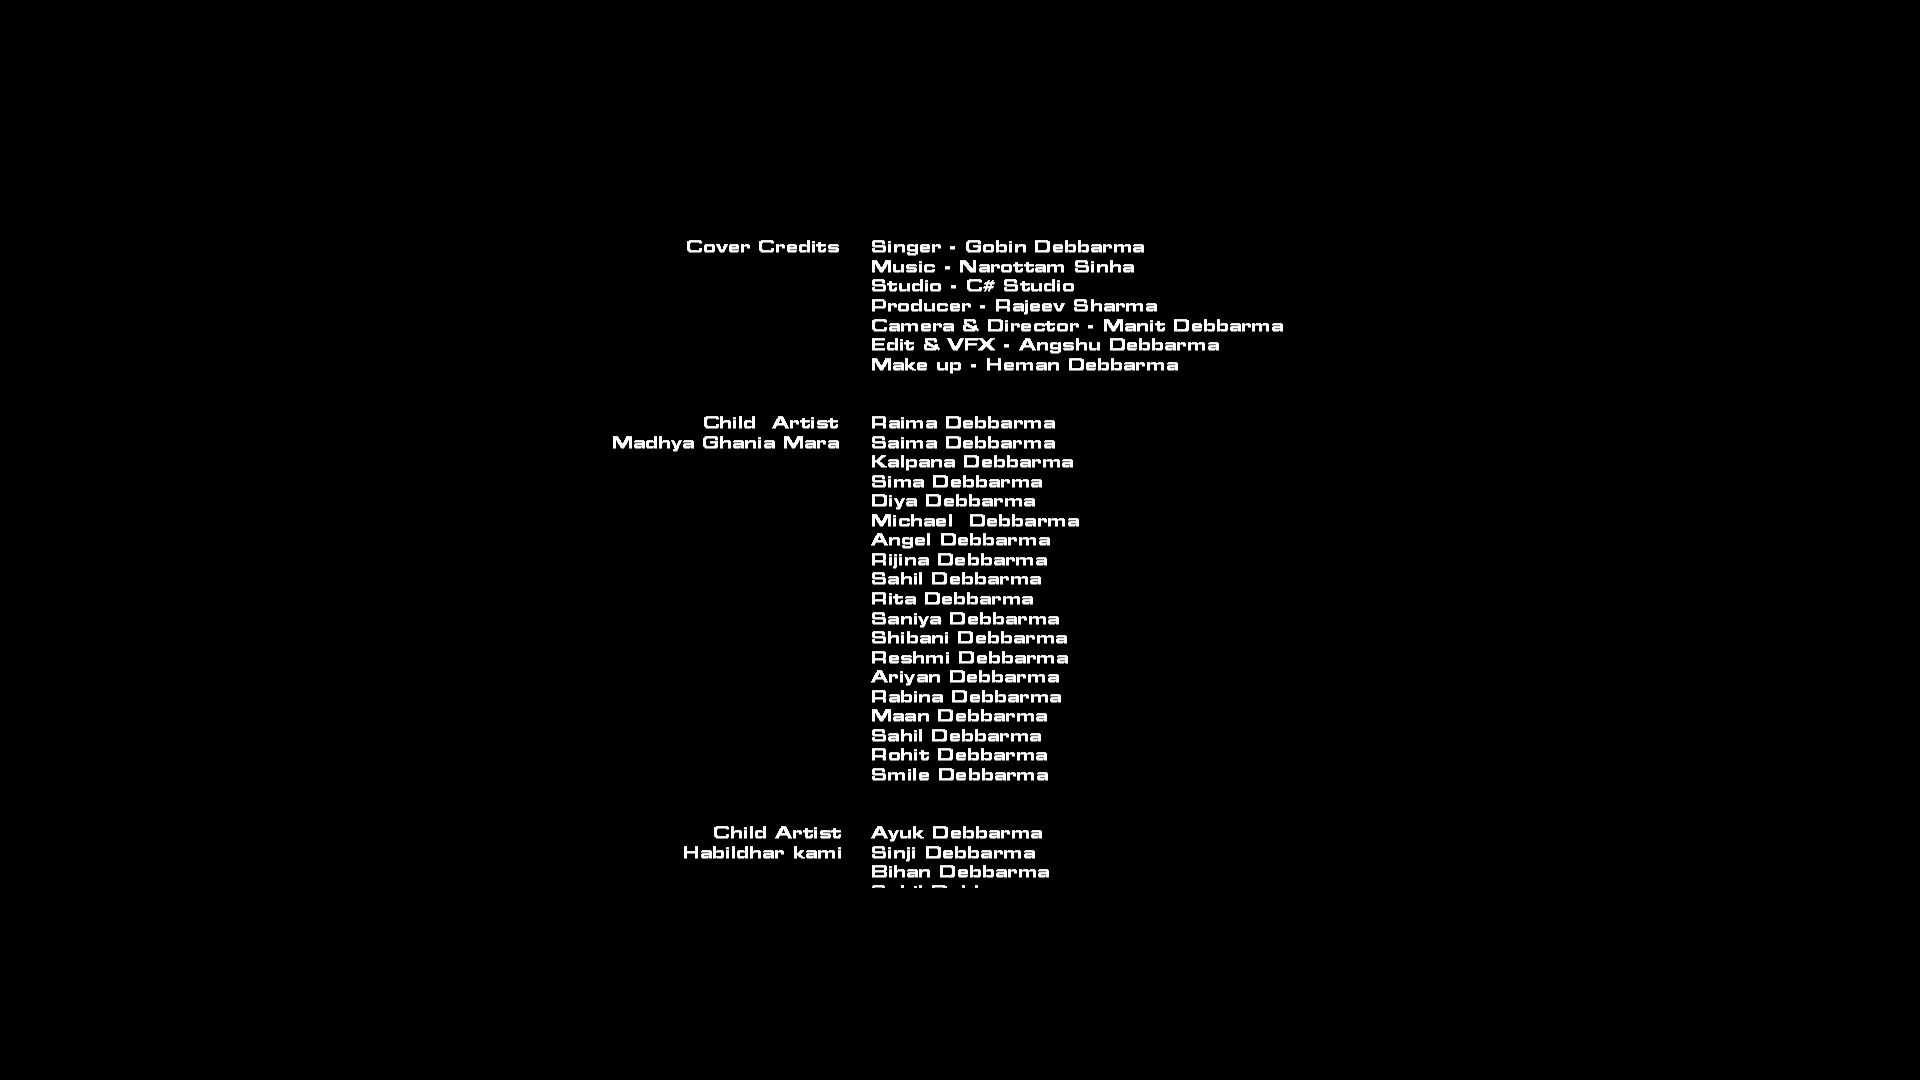 Cover Credits Singer - Gobin Debbarma
Music - Narottam Sinha
Studio - C# Studio
Producer - Rajeev Sharma
Camera & Director - Manit Debbarma
Edit & VFX - Angshu Debbarma
Make up - Heman Debbarma
Child Artist Raima Debbarma
Madhya Ghania Mara Saima Debbarma
Kalpana Debbarma
Sima Debbarma
Diya Debbarma
Michael Debbarma
Angel Debbarma
Rijina Debbarma
Sahil Debbarma
Rita Debbarma
Saniya Debbarma
Shibani Debbarma
Reshmi Debbarma
Ariyan Debbarma
Rabina Debbarma
Maan Debbarma
Sahil Debbarma
Rohit Debbarma
Smile Debbarma
Child Artist Ayuk Debbarma
Habildhar kami Sinji Debbarma
Bihan Debbarma